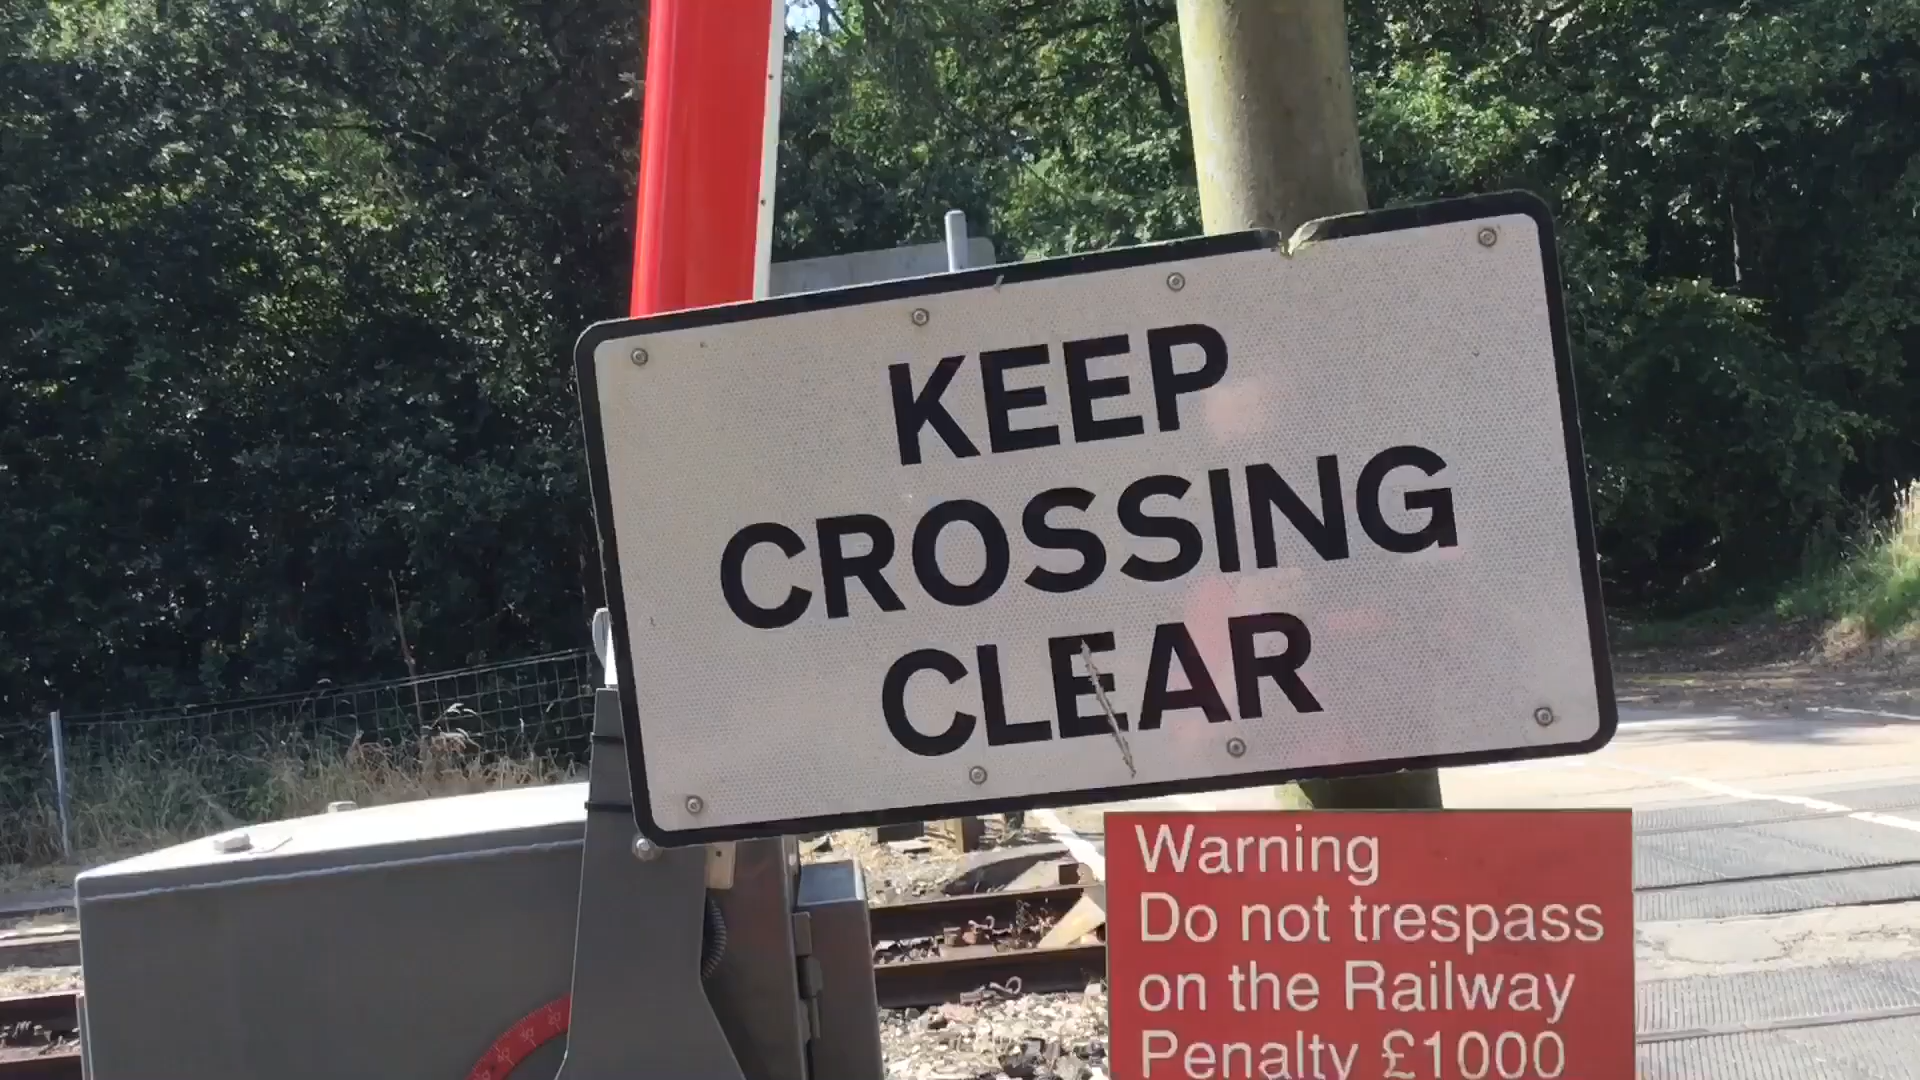 KEEP
CROSSING
CLEAR
Warning
Do not trespass
on the Railway
Penalty £1000